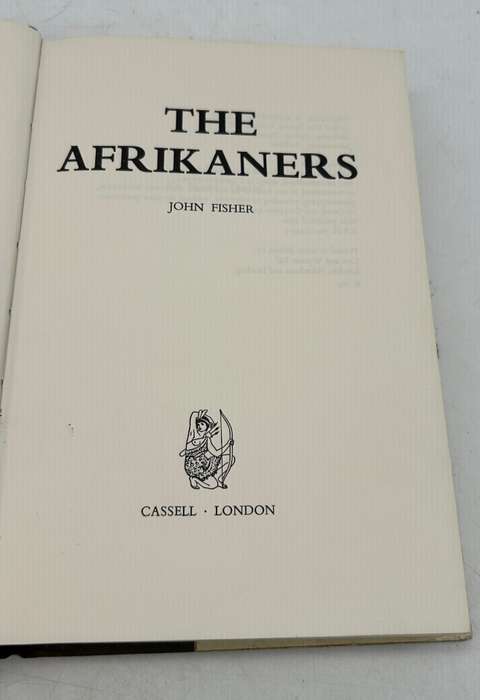 THE
AFRIKANERS
JOHN FISHER
CASSELL · LONDON